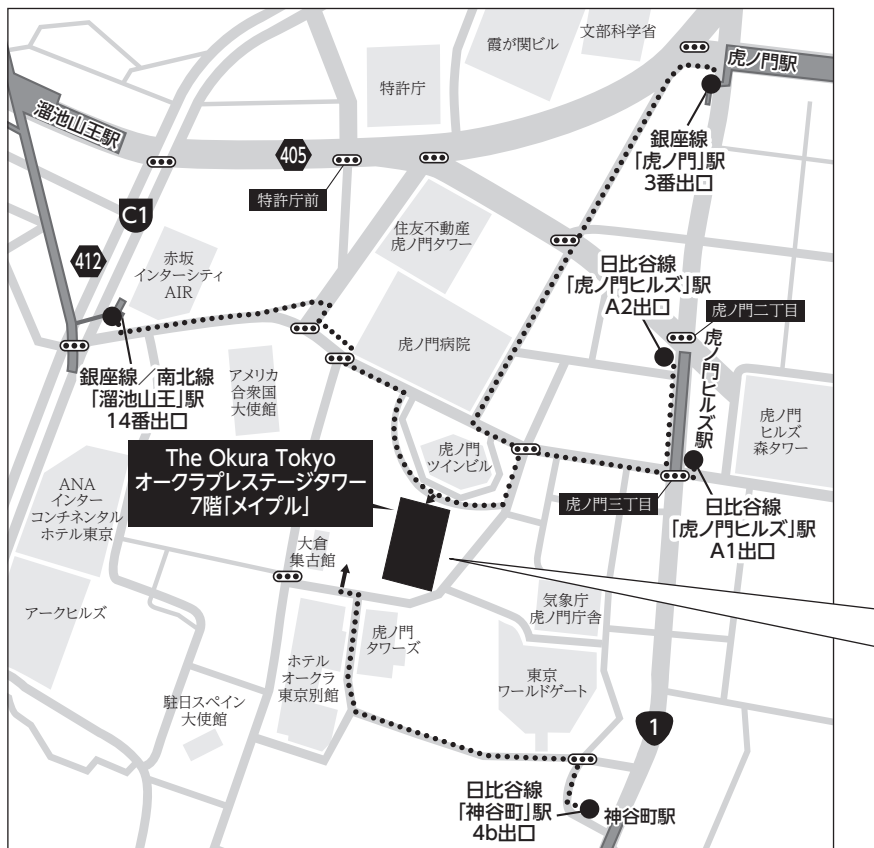 文部科学省
霞が関ビル
虎ノ門駅
特許庁
溜池山王駅
銀座線
「虎ノ門」駅
3番出口
405
特許庁前
C1
住友不動産
虎ノ門タワー
412
赤坂
インターシティ
AIR
日比谷線
「虎ノ門ヒルズ」駅
A2出口
虎ノ門二丁目
虎ノ門病院
虎ノ門ヒルズ駅
銀座線／南北線
「溜池山王」駅
14番出口
アメリカ
合衆国
大使館
虎ノ門
ヒルズ
森タワー
虎ノ門
ツインビル
The Okura Tokyo
オークラプレステージタワー
7階「メイプル」
ANA
インター
コンチネンタル
ホテル東京
虎ノ門三丁目
日比谷線
「虎ノ門ヒルズ」駅
A1出口
大倉
集古館
気象庁
虎ノ門庁舎
アークヒルズ
虎ノ門
タワーズ
ホテル
オークラ
東京別館
東京
ワールドゲート
駐日スペイン
大使館
1
日比谷線
「神谷町」駅
4b出口
神谷町駅